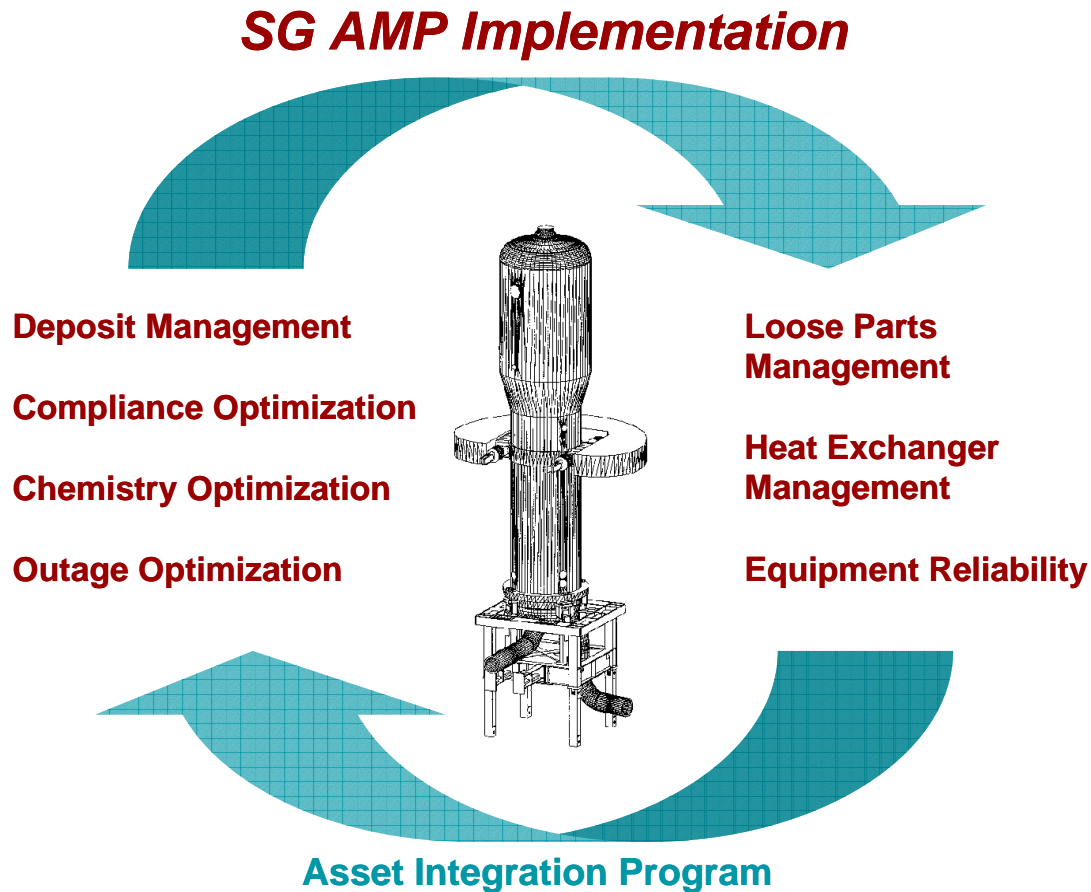 SG AMP Implementation
Deposit Management
Compliance Optimization
Chemistry Optimization
Outage Optimization
Loose Parts
Management
Heat Exchanger
Management
Equipment Reliability
Asset Integration Program